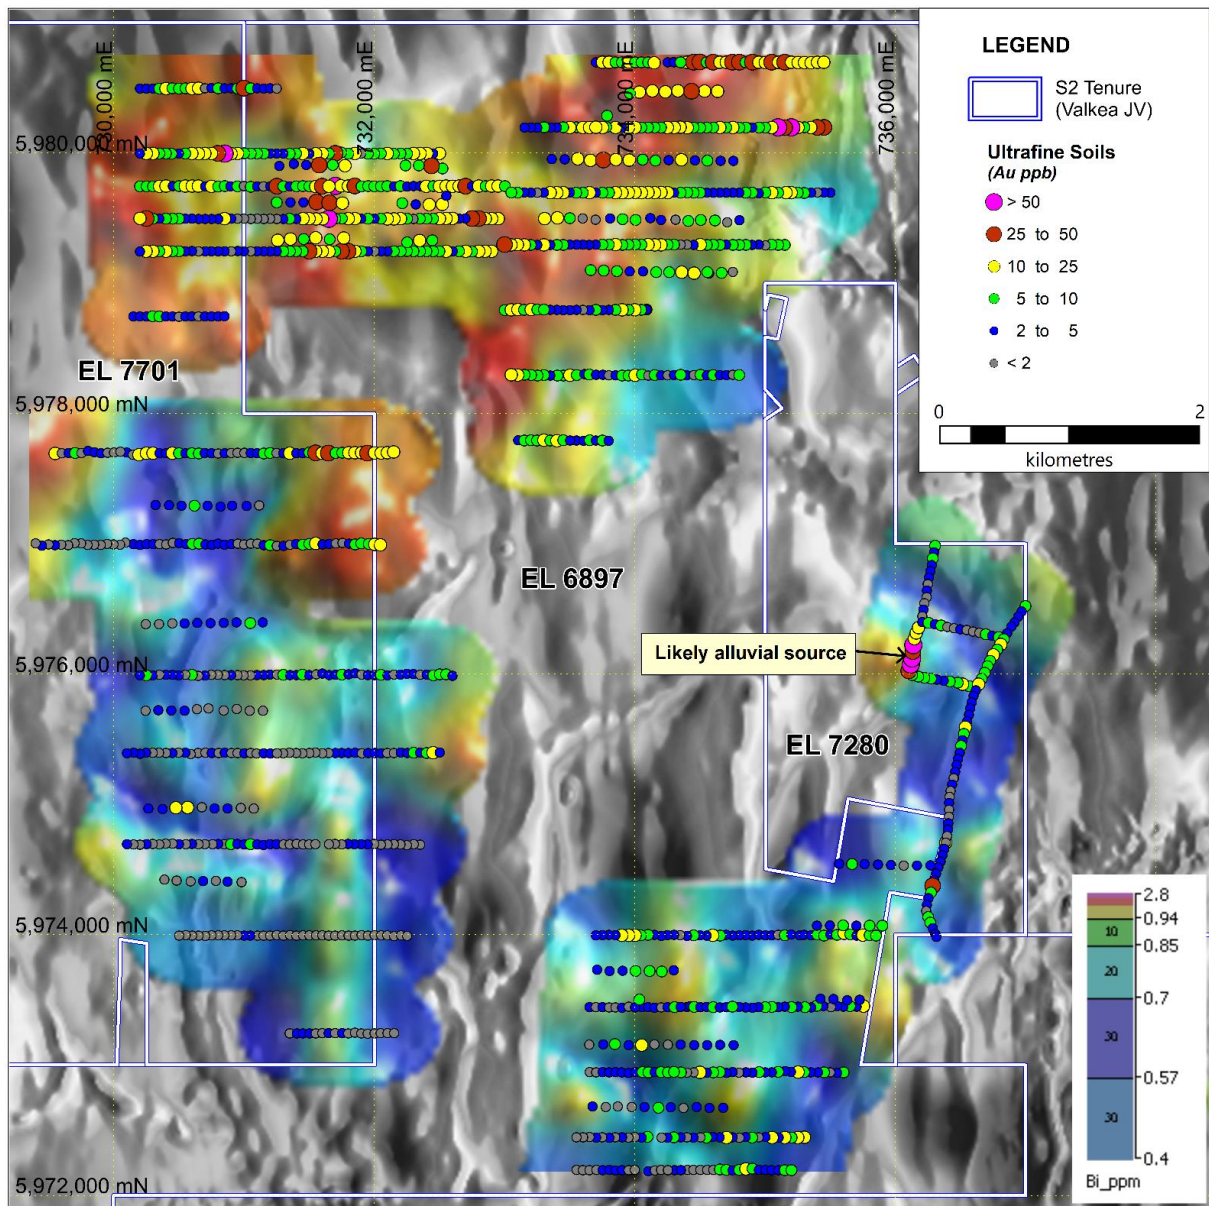 LEGEND
S2 Tenure
(Valkea JV)
Ultrafine Soils
(Au ppb)
> 50
25 to 50
10 to 25
5 to 10
2 to 5
< 2
0 2
kilometres
730,000 mE
732,000 mE
734,000 mE
736,000 mE
5,980,000 mN
EL 7701
5,978,000 mN
EL 6897
Likely alluvial source
5,976,000 mN
EL 7280
5,974,000 mN
5,972,000 mN
2.8
0.94
10
0.85
20
0.7
30
0.57
30
0.4
Bi_ppm